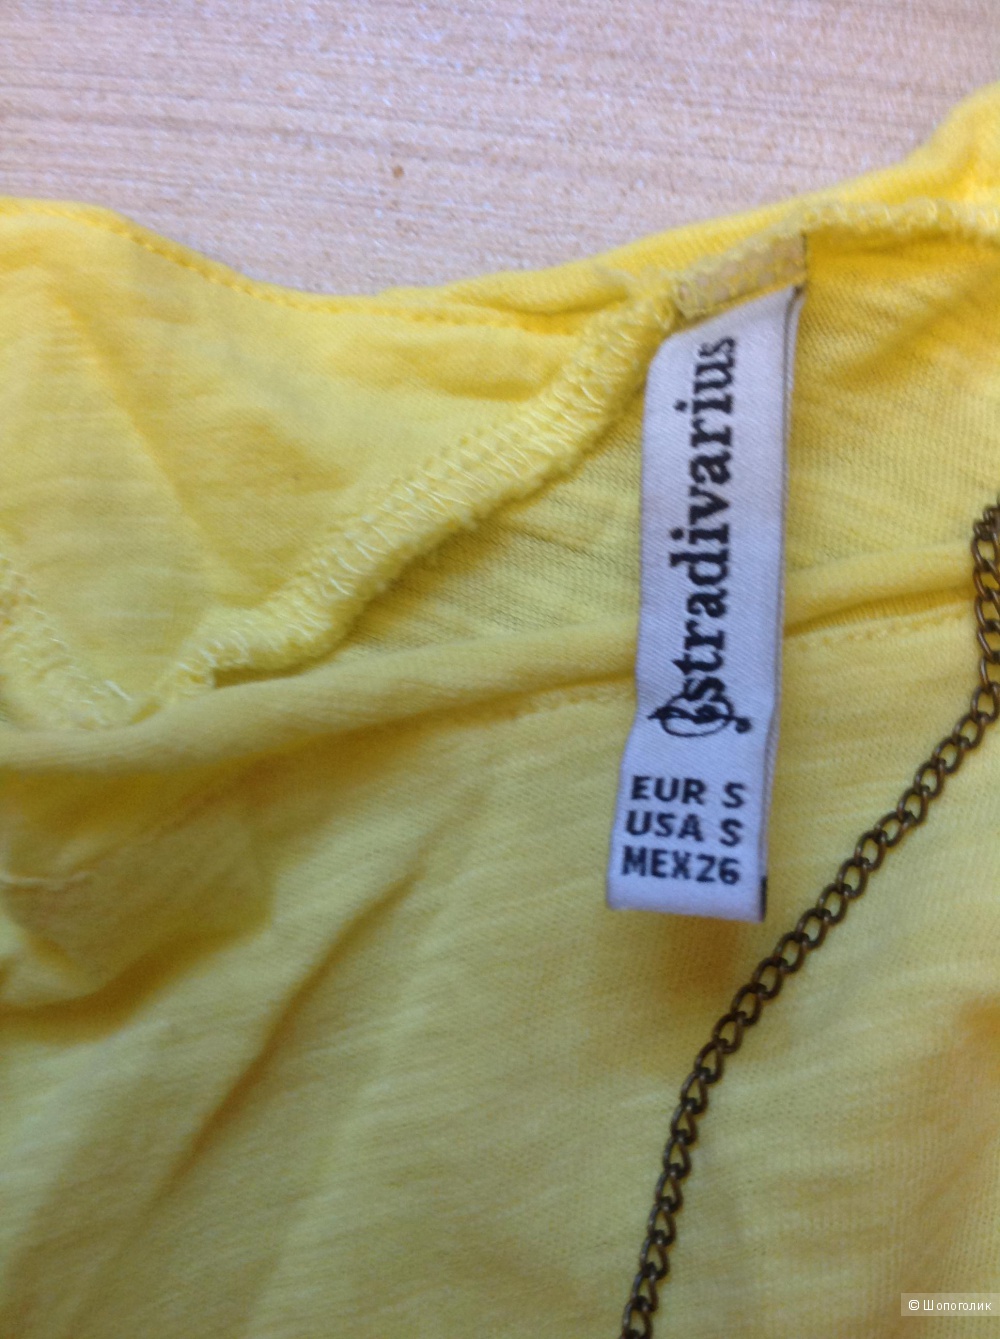 stradivarius
EUR S
USA S
MEX 26
© Шопоголик